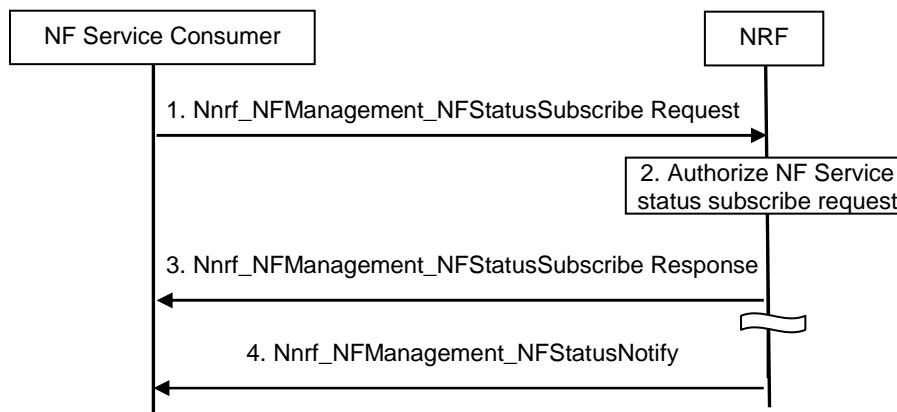 NF Service Consumer
NRF
1. Nnrf_NFManagement_NFStatusSubscribe Request
2. Authorize NF Service
status subscribe request
3. Nnrf_NFManagement_NFStatusSubscribe Response
4. Nnrf_NFManagement_NFStatusNotify